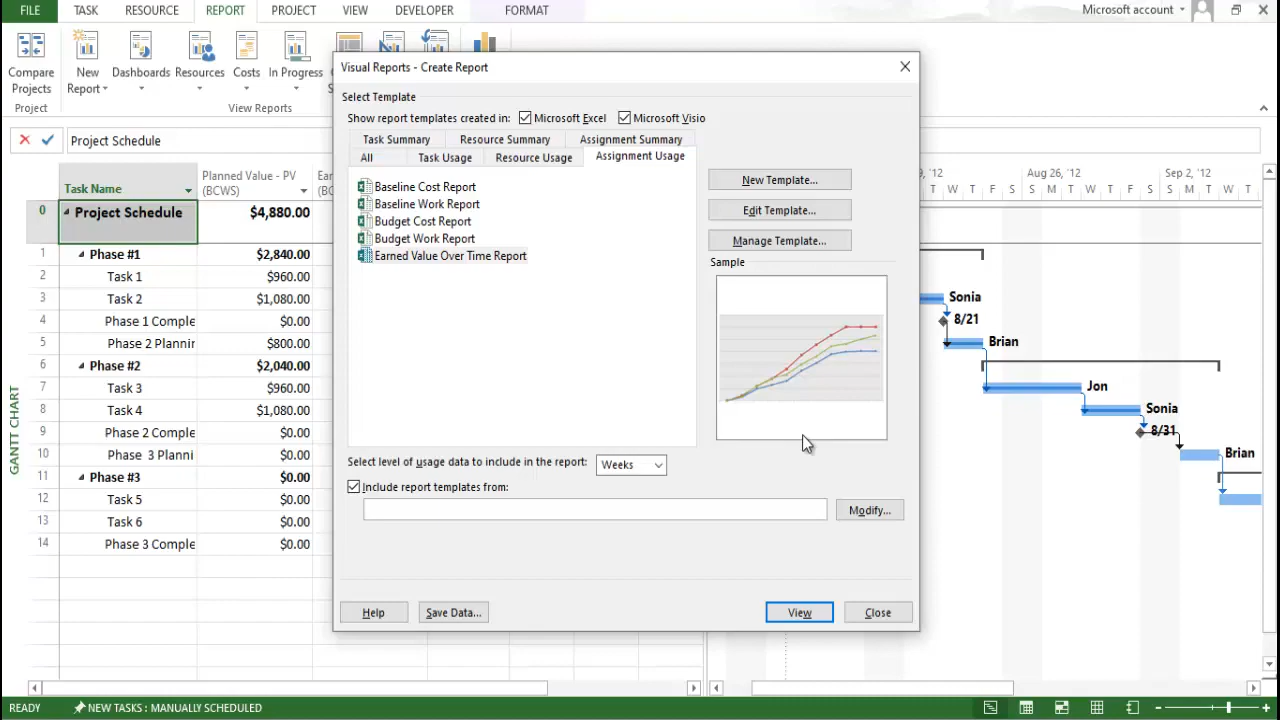 FILE TASK RESOURCE REPORT PROJECT VIEW DEVELOPER FORMAT Microsoft account
Compare Projects
New Report
Dashboards
Resources
Costs
In Progress
Project
View Reports
Project Schedule
Visual Reports - Create Report
Select Template
Show report templates created in: Microsoft Excel Microsoft Visio
Task Summary Resource Summary Assignment Summary
All Task Usage Resource Usage Assignment Usage
Baseline Cost Report
Baseline Work Report
Budget Cost Report
Budget Work Report
Earned Value Over Time Report
New Template...
Edit Template...
Manage Template...
Sample
Select level of usage data to include in the report: Weeks
Include report templates from:
Modify...
Help Save Data... View Close
Task Name
Planned Value - PV (BCWS)
0 Project Schedule $4,880.00
1 Phase #1 $2,840.00
2 Task 1 $960.00
3 Task 2 $1,080.00
4 Phase 1 Comple $0.00
5 Phase 2 Plannin $800.00
6 Phase #2 $2,040.00
7 Task 3 $960.00
8 Task 4 $1,080.00
9 Phase 2 Comple $0.00
10 Phase 3 Planni $0.00
11 Phase #3 $0.00
12 Task 5 $0.00
13 Task 6 $0.00
14 Phase 3 Comple $0.00
GANTT CHART
9, '12 Aug 26, '12 Sep 2, '12
W T F S S M T W T F S S M T W T
Sonia
8/21
Brian
Jon
Sonia
8/31
Brian
READY NEW TASKS : MANUALLY SCHEDULED